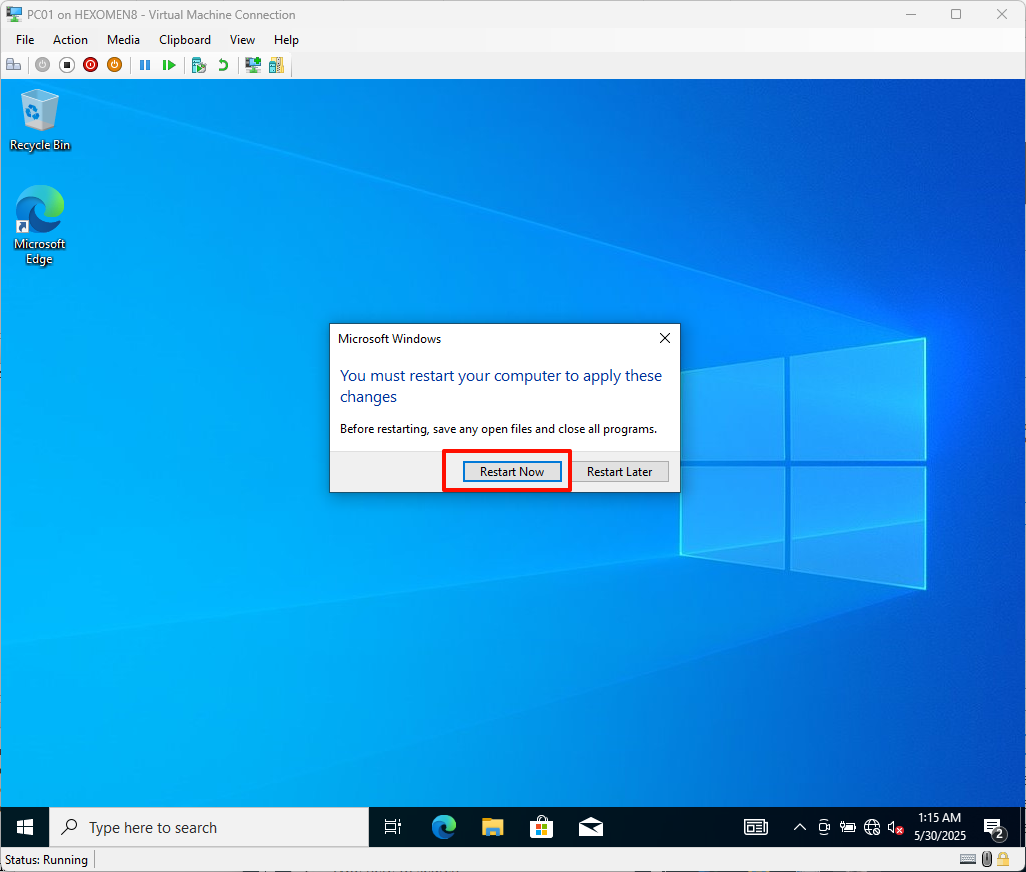 PC01 on HEXOMEN8 - Virtual Machine Connection
File Action Media Clipboard View Help
Recycle Bin
Microsoft
Edge
Microsoft Windows
You must restart your computer to apply these
changes
Before restarting, save any open files and close all programs.
Restart Now Restart Later
Type here to search
1:15 AM
5/30/2025
2
Status: Running